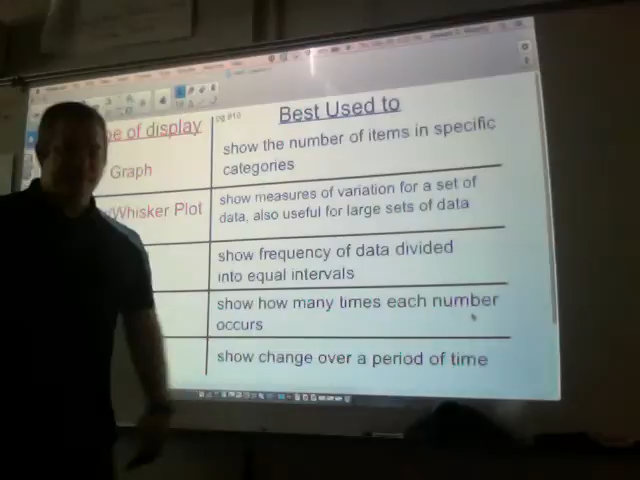 pe of display
pg 818
Best Used to
Graph
show the number of items in specific
categories
Whisker Plot
show measures of variation for a set of
data, also useful for large sets of data
show frequency of data divided
into equal intervals
show how many times each number
occurs
show change over a period of time